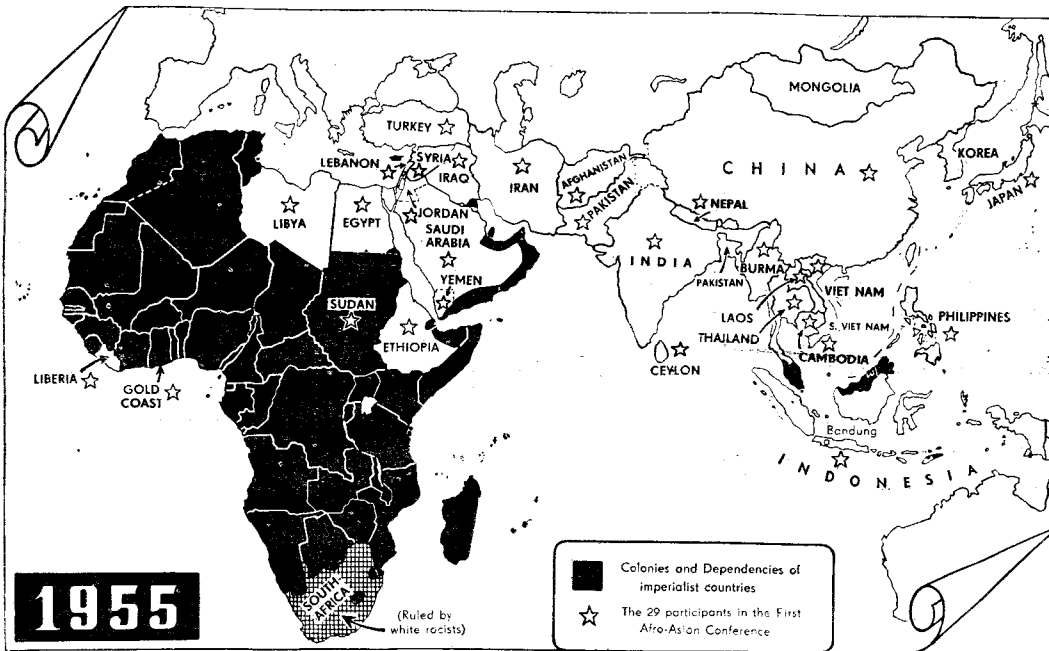 MONGOLIA
TURKEY
LEBANON
SYRIA
IRAQ
IRAN
AFGHANISTAN
PAKISTAN
CHINA
KOREA
JAPAN
NEPAL
LIBYA
EGYPT
JORDAN
SAUDI
ARABIA
YEMEN
INDIA
PAKISTAN
BURMA
VIET NAM
LAOS
S. VIET NAM
THAILAND
PHILIPPINES
CAMBODIA
SUDAN
ETHIOPIA
CEYLON
LIBERIA
GOLD
COAST
Bandung
INDONESIA
SOUTH-
AFRICA
(Ruled by
white racists)
1955
Colonies and Dependencies of
imperialist countries
The 29 participants in the First
Afro-Asian Conference